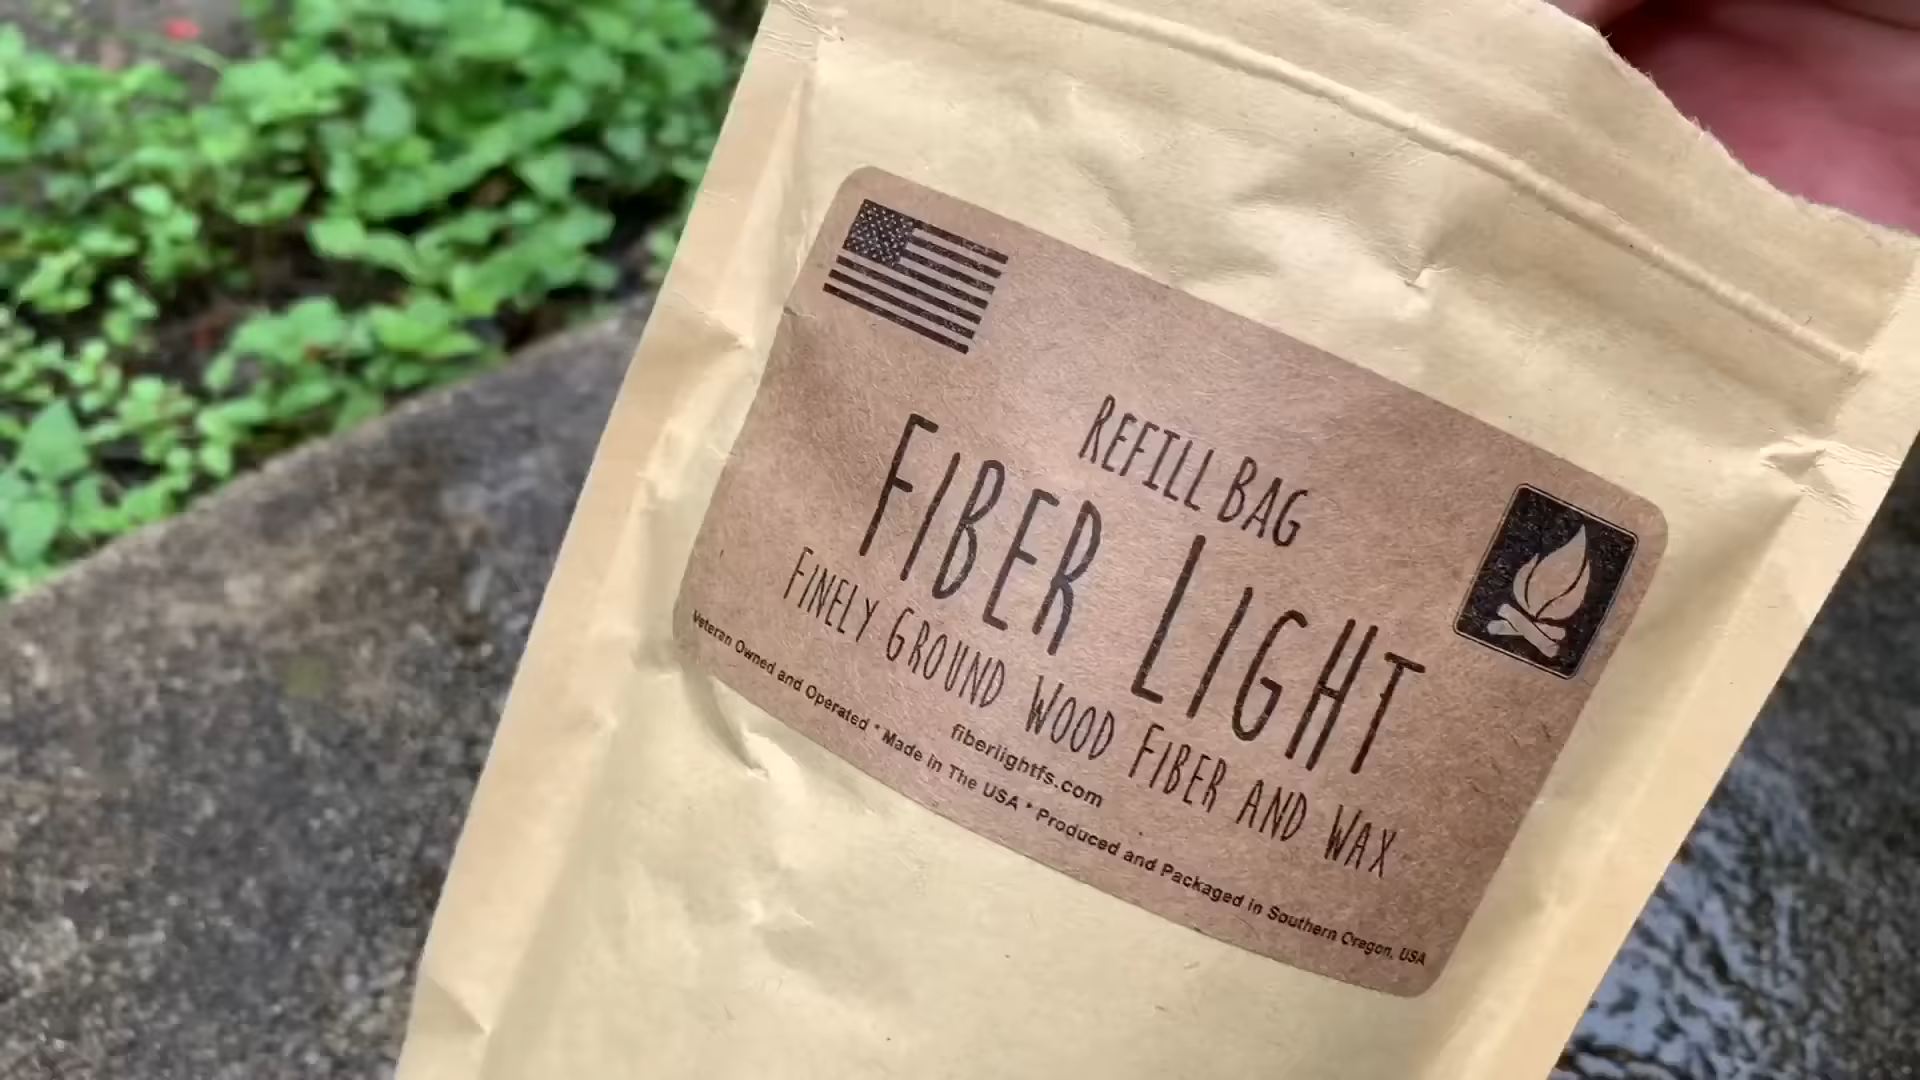 REFILL BAG
FIBER LIGHT
FINELY GROUND WOOD FIBER AND WAX
fiberlightfs.com
Veteran Owned and Operated * Made in The USA * Produced and Packaged in Southern Oregon, USA